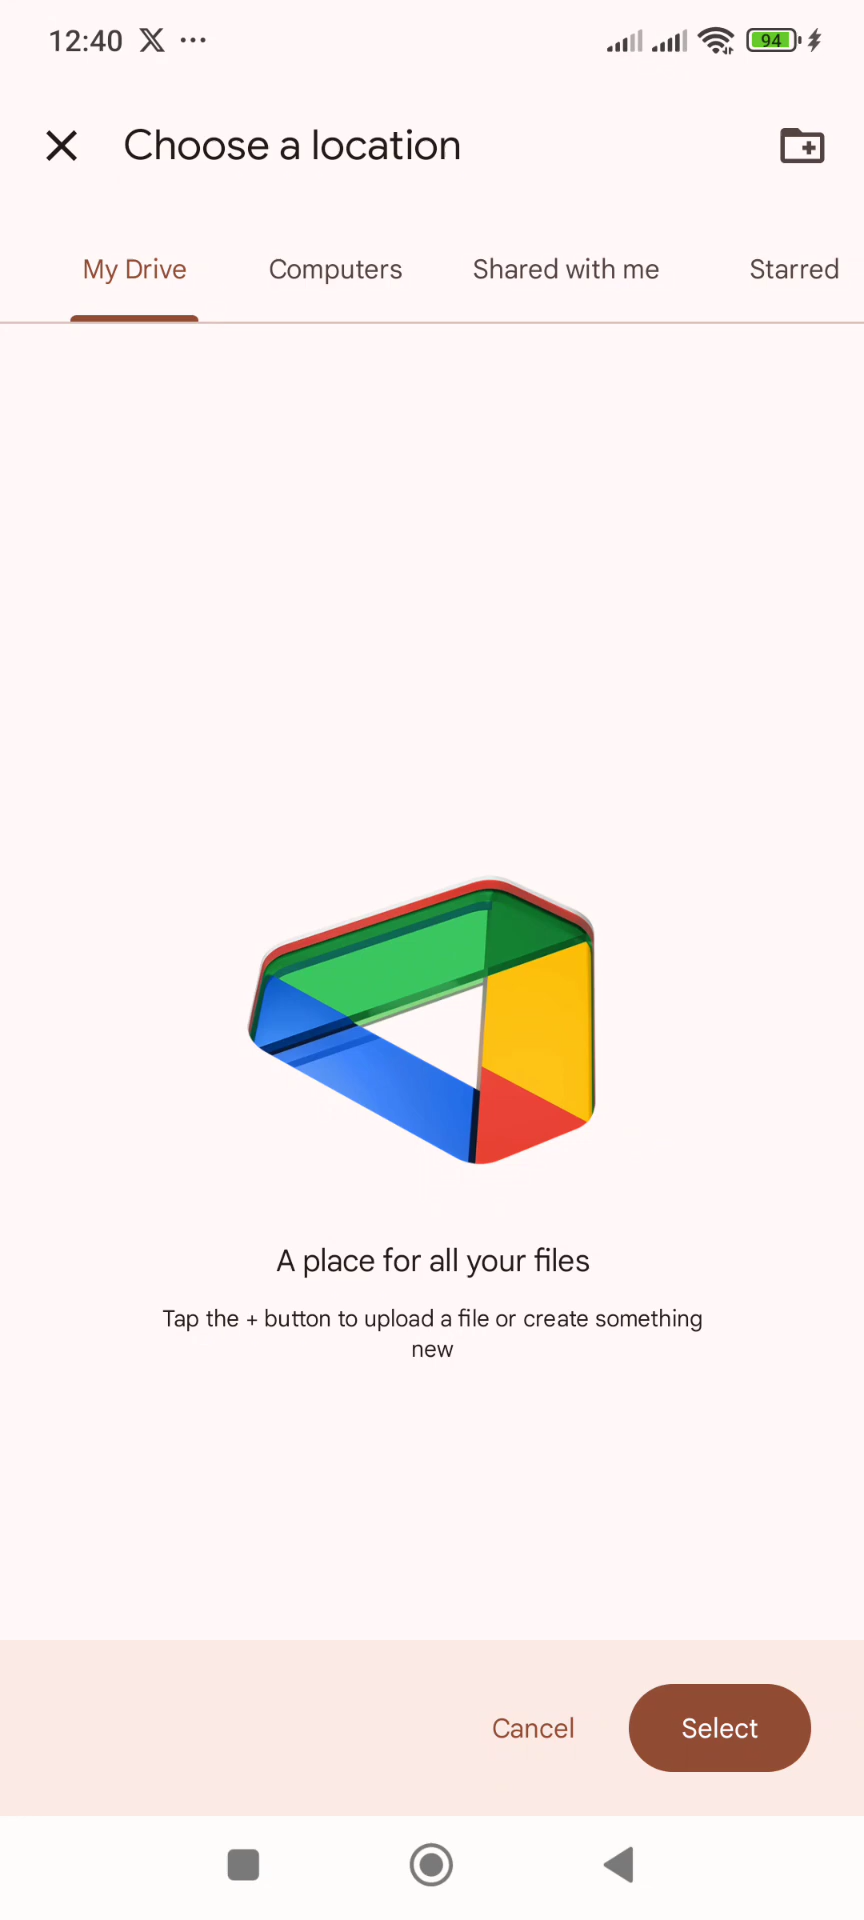 12:40
94
Choose a location
My Drive Computers Shared with me Starred
A place for all your files
Tap the + button to upload a file or create something
new
Cancel Select